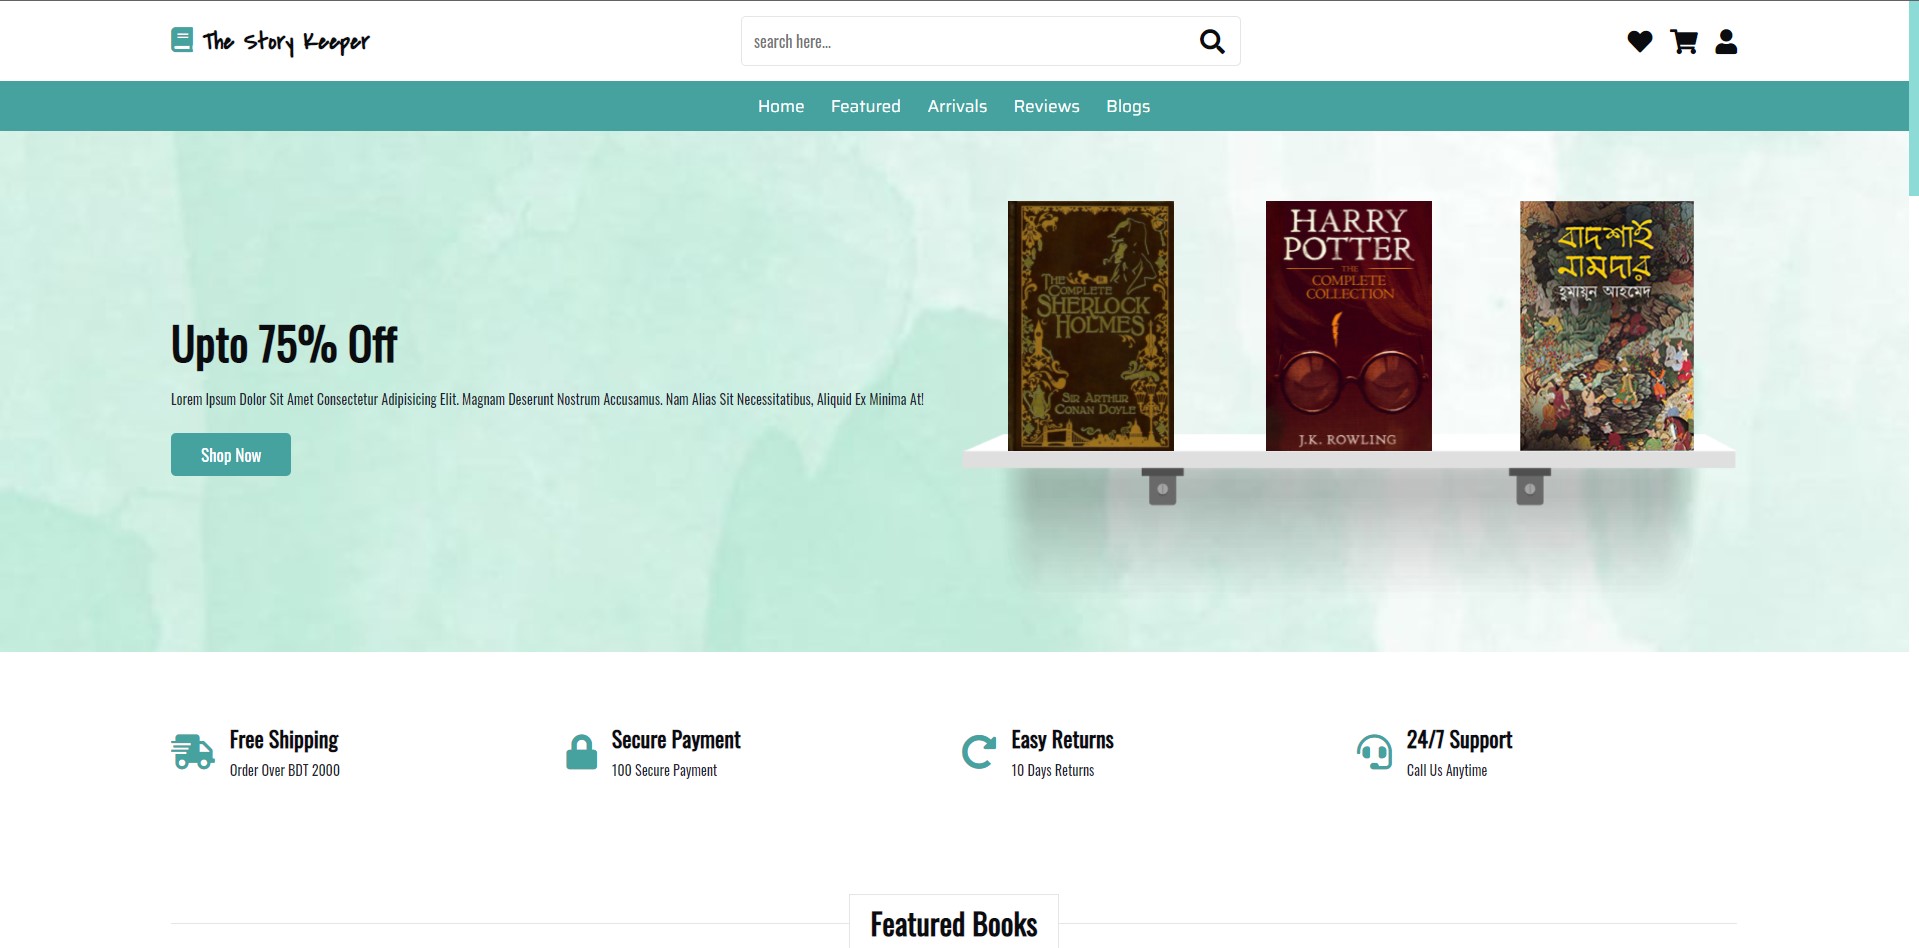 The Story Keeper
search here...
Home Featured Arrivals Reviews Blogs
Upto 75% Off
Lorem Ipsum Dolor Sit Amet Consectetur Adipisicing Elit. Magnam Deserunt Nostrum Accusamus. Nam Alias Sit Necessitatibus, Aliquid Ex Minima At!
Shop Now
THE
COMPLETE
SHERLOCK
HOLMES
SIR ARTHUR
CONAN DOYLE
HARRY
POTTER
THE
COMPLETE
COLLECTION
J.K. ROWLING
বাদশাহ
নামদার
হুমায়ূন আহমেদ
Free Shipping
Order Over BDT 2000
Secure Payment
100 Secure Payment
Easy Returns
10 Days Returns
24/7 Support
Call Us Anytime
Featured Books